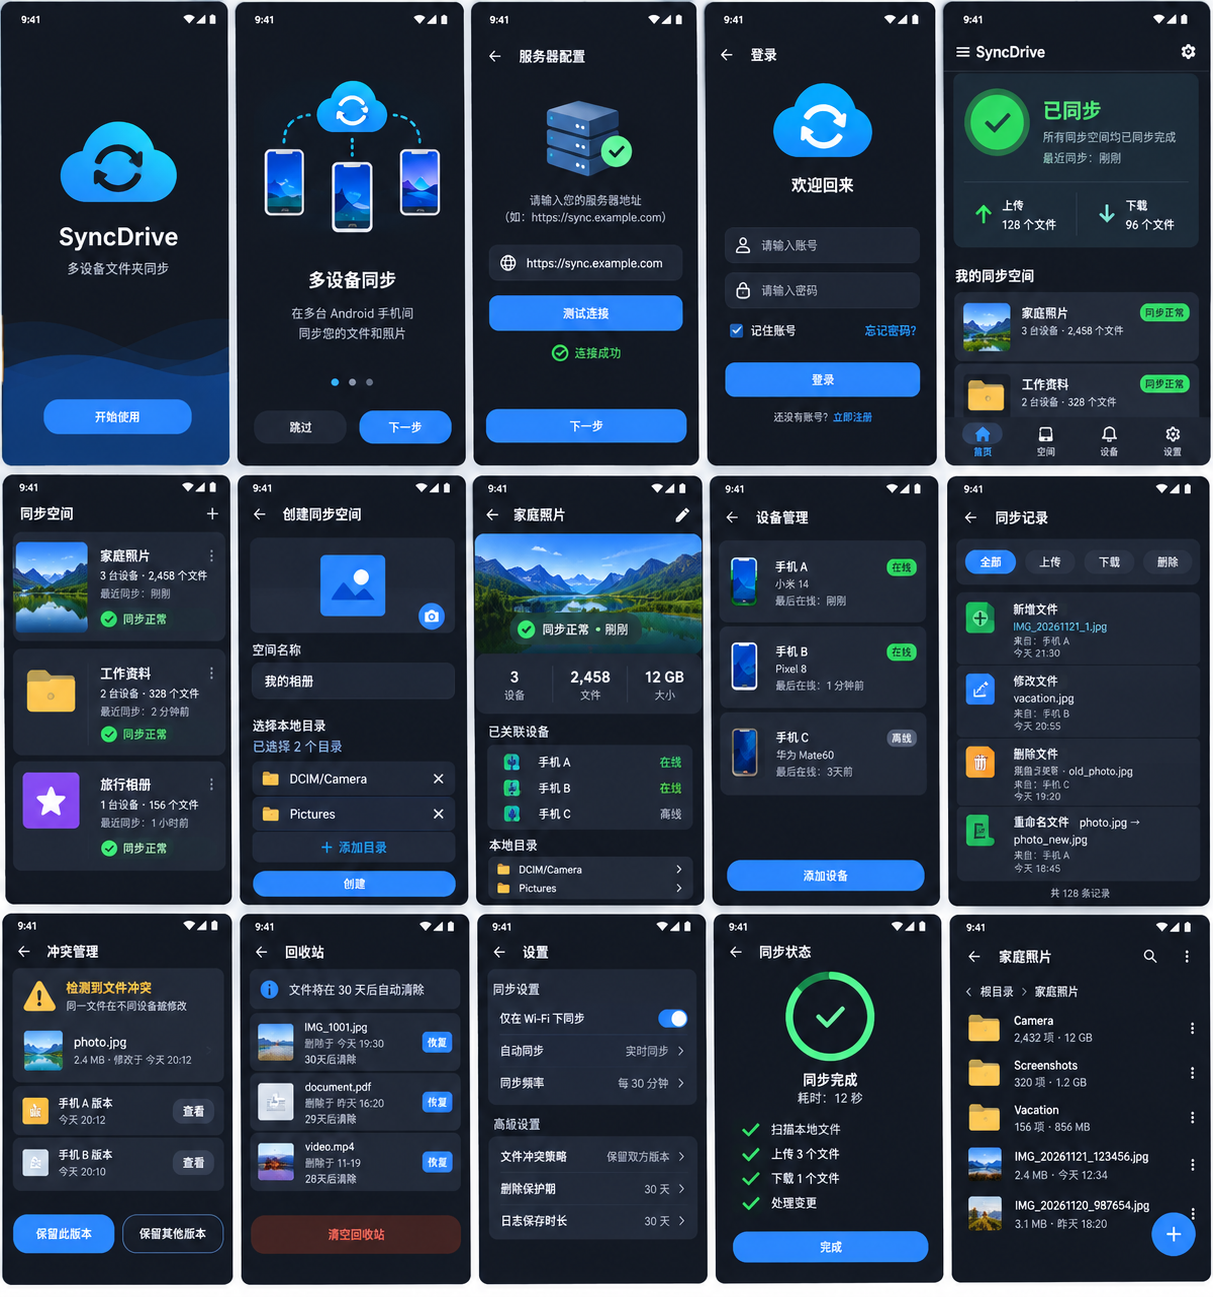 9:41
SyncDrive
多设备文件夹同步
开始使用
9:41
多设备同步
在多台 Android 手机间
同步您的文件和照片
跳过
下一步
9:41
服务器配置
请输入您的服务器地址
(如: https://sync.example.com)
https://sync.example.com
测试连接
连接成功
下一步
9:41
登录
欢迎回来
请输入账号
请输入密码
记住账号 忘记密码?
登录
还没有账号? 立即注册
9:41
SyncDrive
已同步
所有同步空间均已同步完成
最近同步: 刚刚
上传
128 个文件
下载
96 个文件
我的同步空间
家庭照片
同步正常
3 台设备 · 2,458 个文件
工作资料
同步正常
2 台设备 · 328 个文件
首页 空间 设备 设置
9:41
同步空间
家庭照片
3 台设备 · 2,458 个文件
最近同步: 刚刚
同步正常
工作资料
2 台设备 · 328 个文件
最近同步: 2 分钟前
同步正常
旅行相册
1 台设备 · 156 个文件
最近同步: 1 小时前
同步正常
9:41
创建同步空间
空间名称
我的相册
选择本地目录
已选择 2 个目录
DCIM/Camera
Pictures
+ 添加目录
创建
9:41
家庭照片
同步正常 • 刚刚
3
设备
2,458
文件
12 GB
大小
已关联设备
手机 A 在线
手机 B 在线
手机 C 离线
本地目录
DCIM/Camera
Pictures
9:41
设备管理
手机 A
在线
小米 14
最后在线: 刚刚
手机 B
在线
Pixel 8
最后在线: 1 分钟前
手机 C
离线
华为 Mate60
最后在线: 3天前
添加设备
9:41
同步记录
全部 上传 下载 删除
新增文件
IMG_20261121_1.jpg
来自: 手机 A
今天 21:30
修改文件
vacation.jpg
来自: 手机 B
今天 20:55
删除文件
· old_photo.jpg
来自: 手机 C
今天 19:20
重命名文件 photo.jpg →
photo_new.jpg
来自: 手机 A
今天 18:45
共 128 条记录
9:41
冲突管理
检测到文件冲突
同一文件在不同设备被修改
photo.jpg
2.4 MB · 修改于 今天 20:12
手机 A 版本
今天 20:12
查看
手机 B 版本
今天 20:10
查看
保留此版本
保留其他版本
9:41
回收站
文件将在 30 天后自动清除
IMG_1001.jpg
删除于 今天 19:30
30天后清除
恢复
document.pdf
删除于 昨天 16:20
29天后清除
恢复
video.mp4
删除于 11-19
28天后清除
恢复
清空回收站
9:41
设置
同步设置
仅在 Wi-Fi 下同步
自动同步 实时同步
同步频率 每 30 分钟
高级设置
文件冲突策略 保留双方版本
删除保护期 30 天
日志保存时长 30 天
9:41
同步状态
同步完成
耗时: 12 秒
扫描本地文件
上传 3 个文件
下载 1 个文件
处理变更
完成
9:41
家庭照片
根目录 > 家庭照片
Camera
2,432 项 · 12 GB
Screenshots
320 项 · 1.2 GB
Vacation
156 项 · 856 MB
IMG_20261121_123456.jpg
2.4 MB · 今天 12:34
IMG_20261120_987654.jpg
3.1 MB · 昨天 18:20